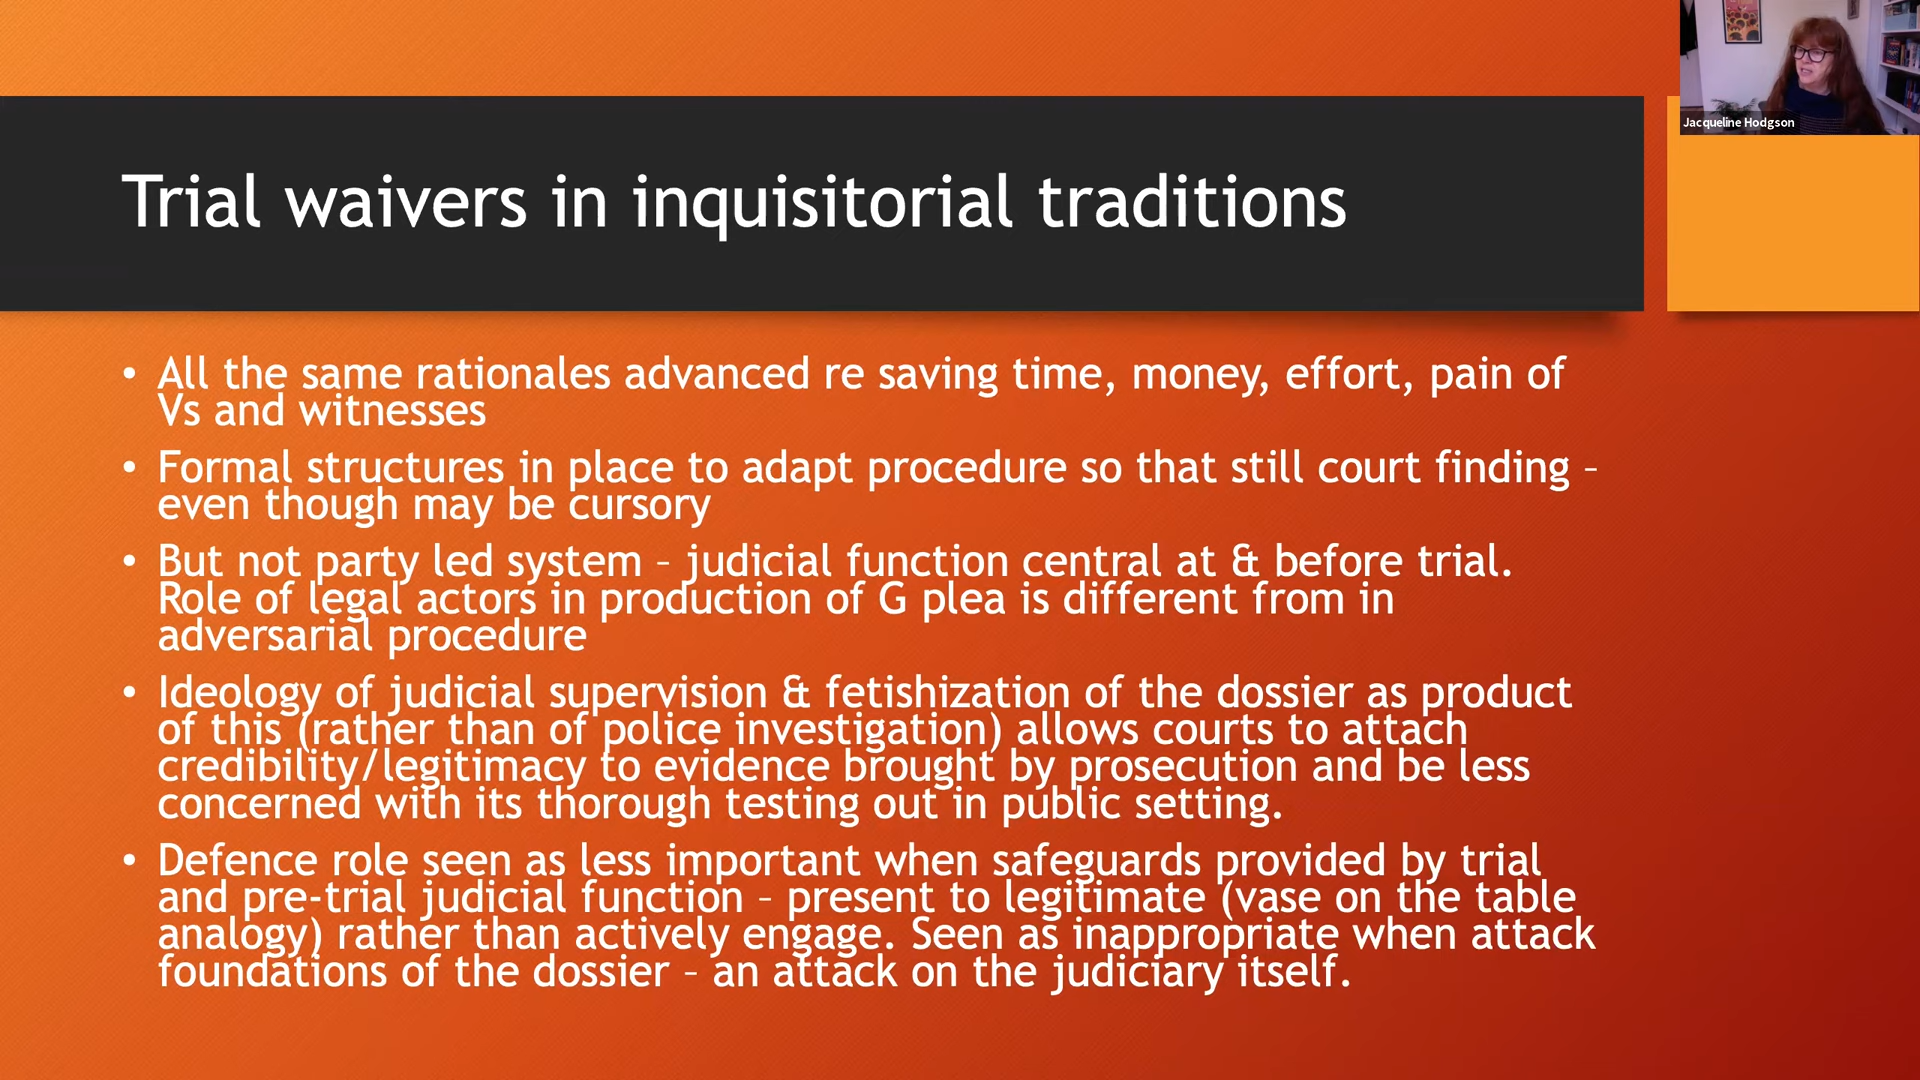 Jacqueline Hodgson
Trial waivers in inquisitorial traditions
• All the same rationales advanced re saving time, money, effort, pain of
Vs and witnesses
• Formal structures in place to adapt procedure so that still court finding –
even though may be cursory
• But not party led system – judicial function central at & before trial.
Role of legal actors in production of G plea is different from in
adversarial procedure
• Ideology of judicial supervision & fetishization of the dossier as product
of this (rather than of police investigation) allows courts to attach
credibility/legitimacy to evidence brought by prosecution and be less
concerned with its thorough testing out in public setting.
• Defence role seen as less important when safeguards provided by trial
and pre-trial judicial function – present to legitimate (vase on the table
analogy) rather than actively engage. Seen as inappropriate when attack
foundations of the dossier – an attack on the judiciary itself.